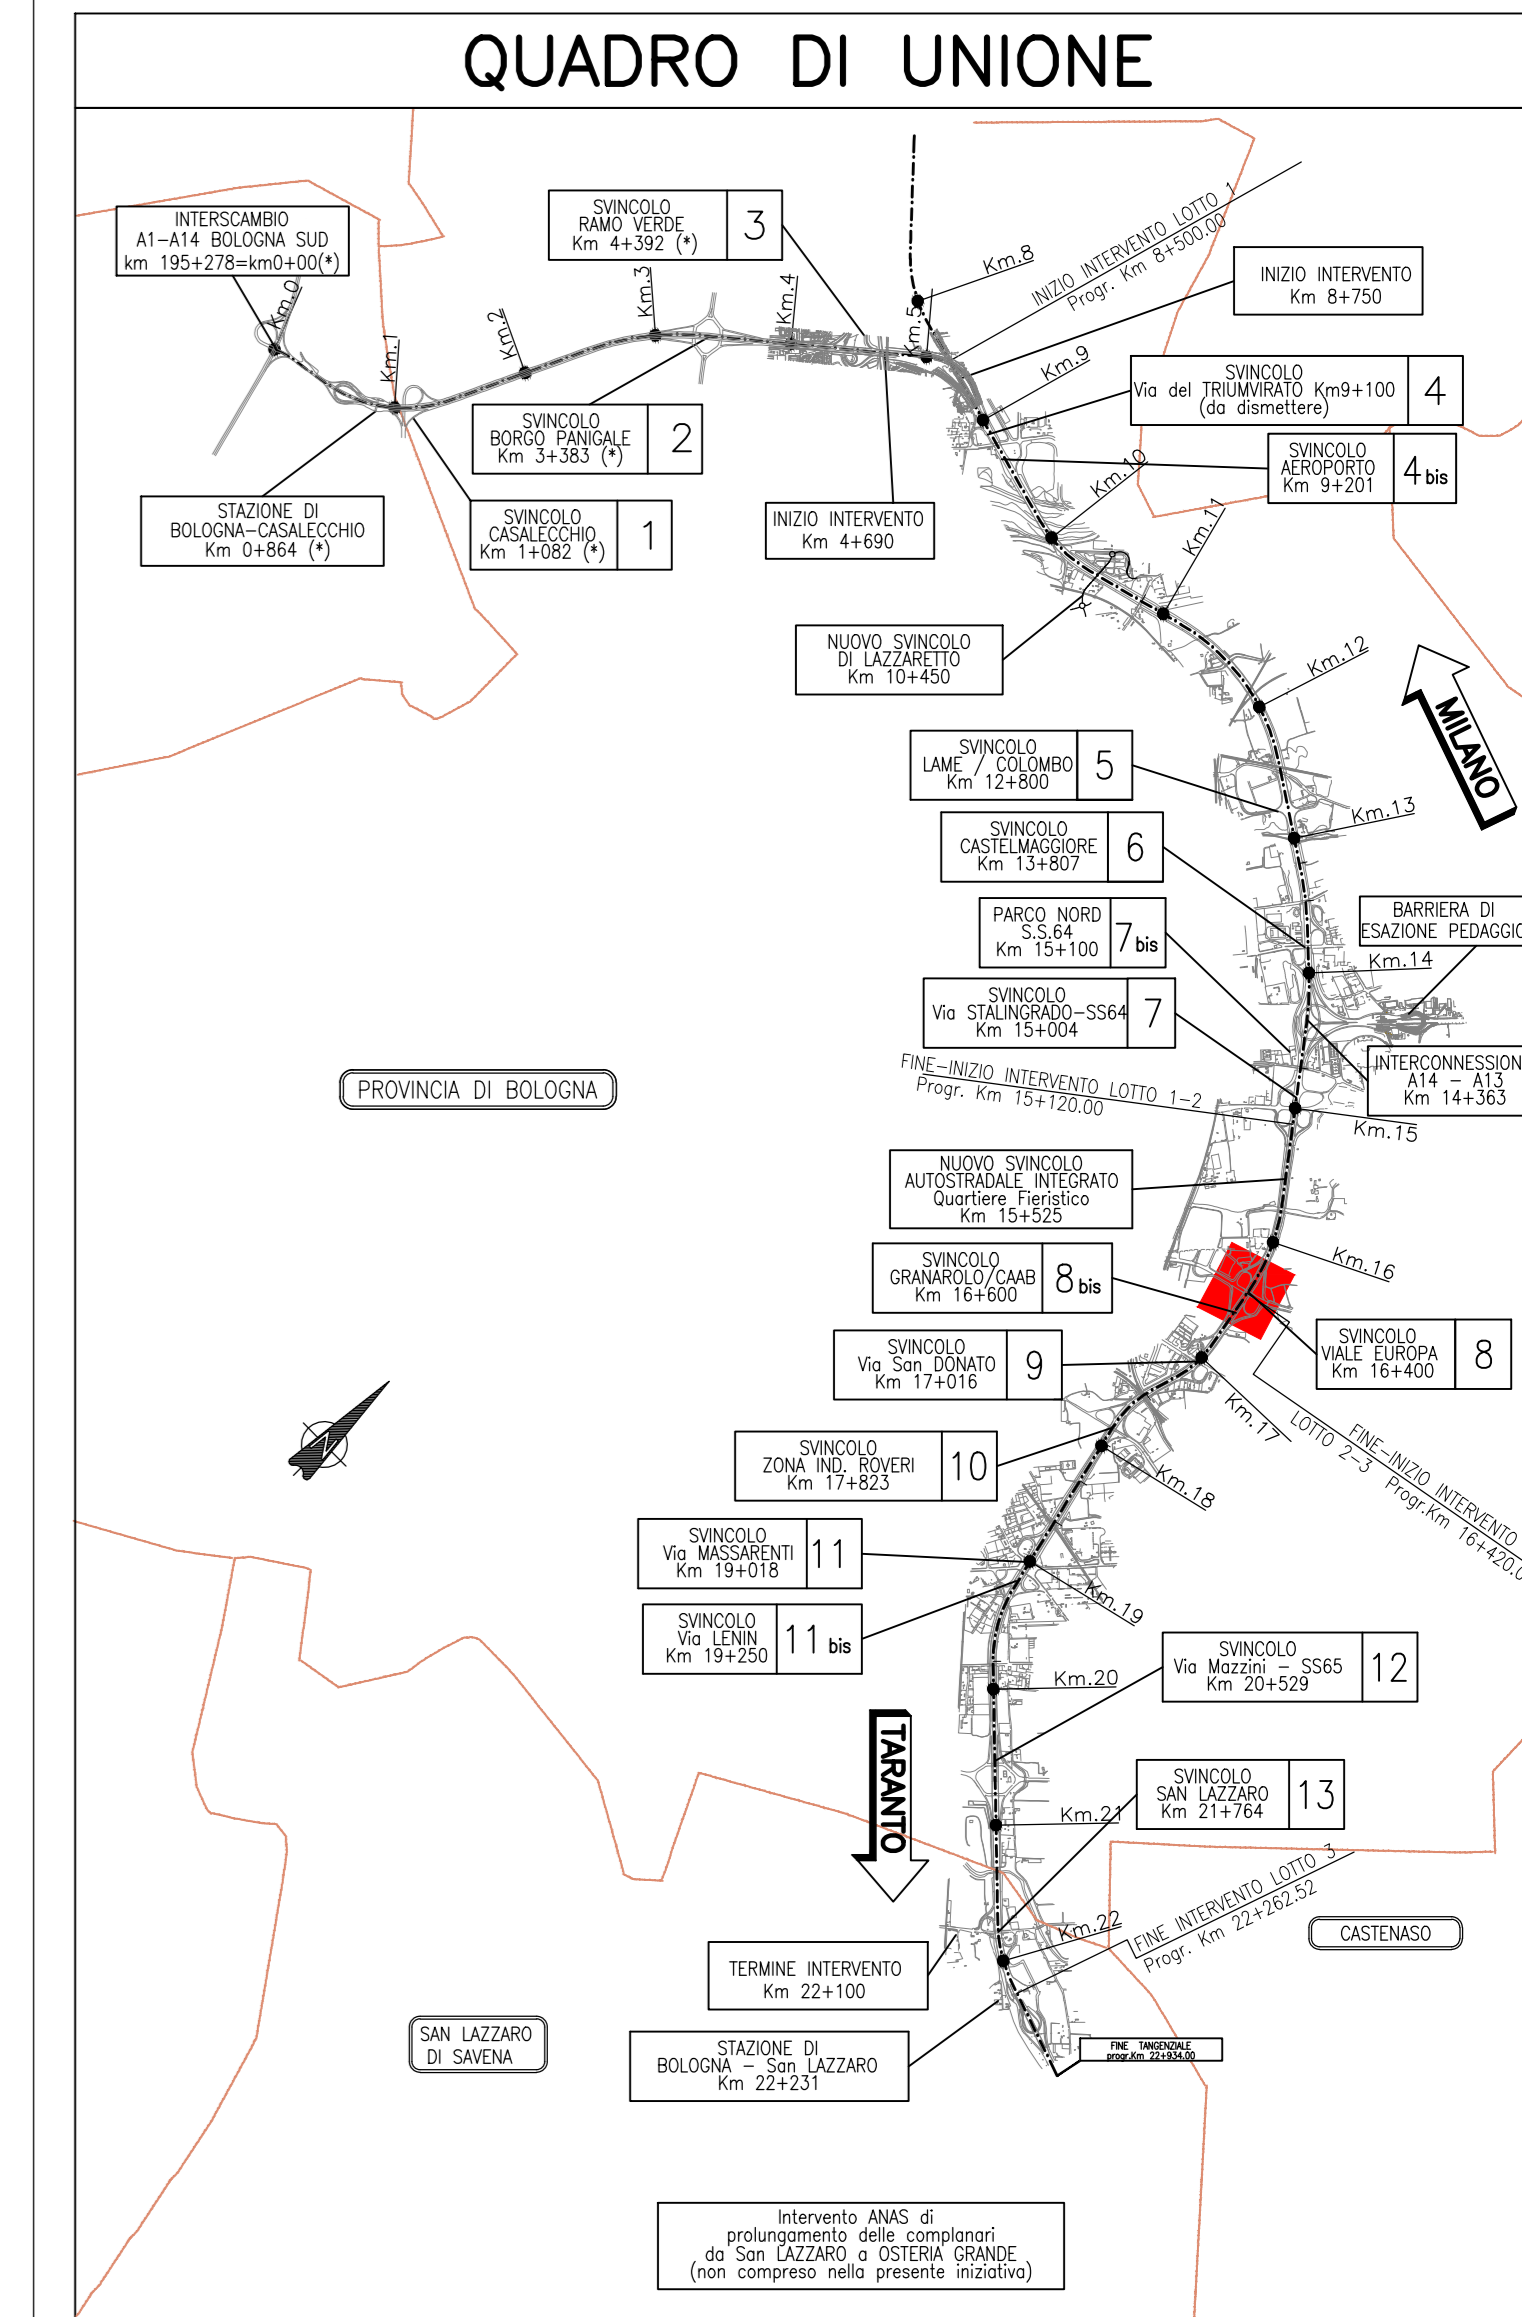 QUADRO DI UNIONE
INTERSCAMBIO
A1-A14 BOLOGNA SUD
km 195+278=km0+00(*)
SVINCOLO
RAMO VERDE
Km 4+392 (*)
3
Km.0
Km.1
Km.2
Km.3
Km.4
Km.5
Km.8
INIZIO INTERVENTO LOTTO 1
Progr. Km 8+500.00
INIZIO INTERVENTO
Km 8+750
Km.9
SVINCOLO
Via del TRIUMVIRATO Km9+100
(da dismettere)
4
SVINCOLO
BORGO PANIGALE
Km 3+383 (*)
2
SVINCOLO
AEROPORTO
Km 9+201
4 bis
Km.10
STAZIONE DI
BOLOGNA-CASALECCHIO
Km 0+864 (*)
SVINCOLO
CASALECCHIO
Km 1+082 (*)
1
INIZIO INTERVENTO
Km 4+690
Km.11
NUOVO SVINCOLO
DI LAZZARETTO
Km 10+450
Km.12
MILANO
SVINCOLO
LAME / COLOMBO
Km 12+800
5
Km.13
SVINCOLO
CASTELMAGGIORE
Km 13+807
6
PARCO NORD
S.S.64
Km 15+100
7 bis
BARRIERA DI
ESAZIONE PEDAGGIO
Km.14
SVINCOLO
Via STALINGRADO-SS64
Km 15+004
7
INTERCONNESSION
A14 - A13
Km 14+363
FINE-INIZIO INTERVENTO LOTTO 1-2
Progr. Km 15+120.00
Km.15
PROVINCIA DI BOLOGNA
NUOVO SVINCOLO
AUTOSTRADALE INTEGRATO
Quartiere Fieristico
Km 15+525
Km.16
SVINCOLO
GRANAROLO/CAAB
Km 16+600
8 bis
SVINCOLO
VIALE EUROPA
Km 16+400
8
SVINCOLO
Via San DONATO
Km 17+016
9
Km.17
FINE-INIZIO INTERVENTO
LOTTO 2-3 Progr.Km 16+420.0
N
SVINCOLO
ZONA IND. ROVERI
Km 17+823
10
Km.18
SVINCOLO
Via MASSARENTI
Km 19+018
11
Km.19
SVINCOLO
Via LENIN
Km 19+250
11 bis
SVINCOLO
Via Mazzini - SS65
Km 20+529
12
Km.20
TARANTO
SVINCOLO
SAN LAZZARO
Km 21+764
13
Km.21
FINE INTERVENTO LOTTO 3
Progr. Km 22+262.52
Km.22
CASTENASO
TERMINE INTERVENTO
Km 22+100
SAN LAZZARO
DI SAVENA
STAZIONE DI
BOLOGNA - San LAZZARO
Km 22+231
FINE TANGENZIALE
progr.Km 22+934.00
Intervento ANAS di
prolungamento delle complanari
da San LAZZARO a OSTERIA GRANDE
(non compreso nella presente iniziativa)